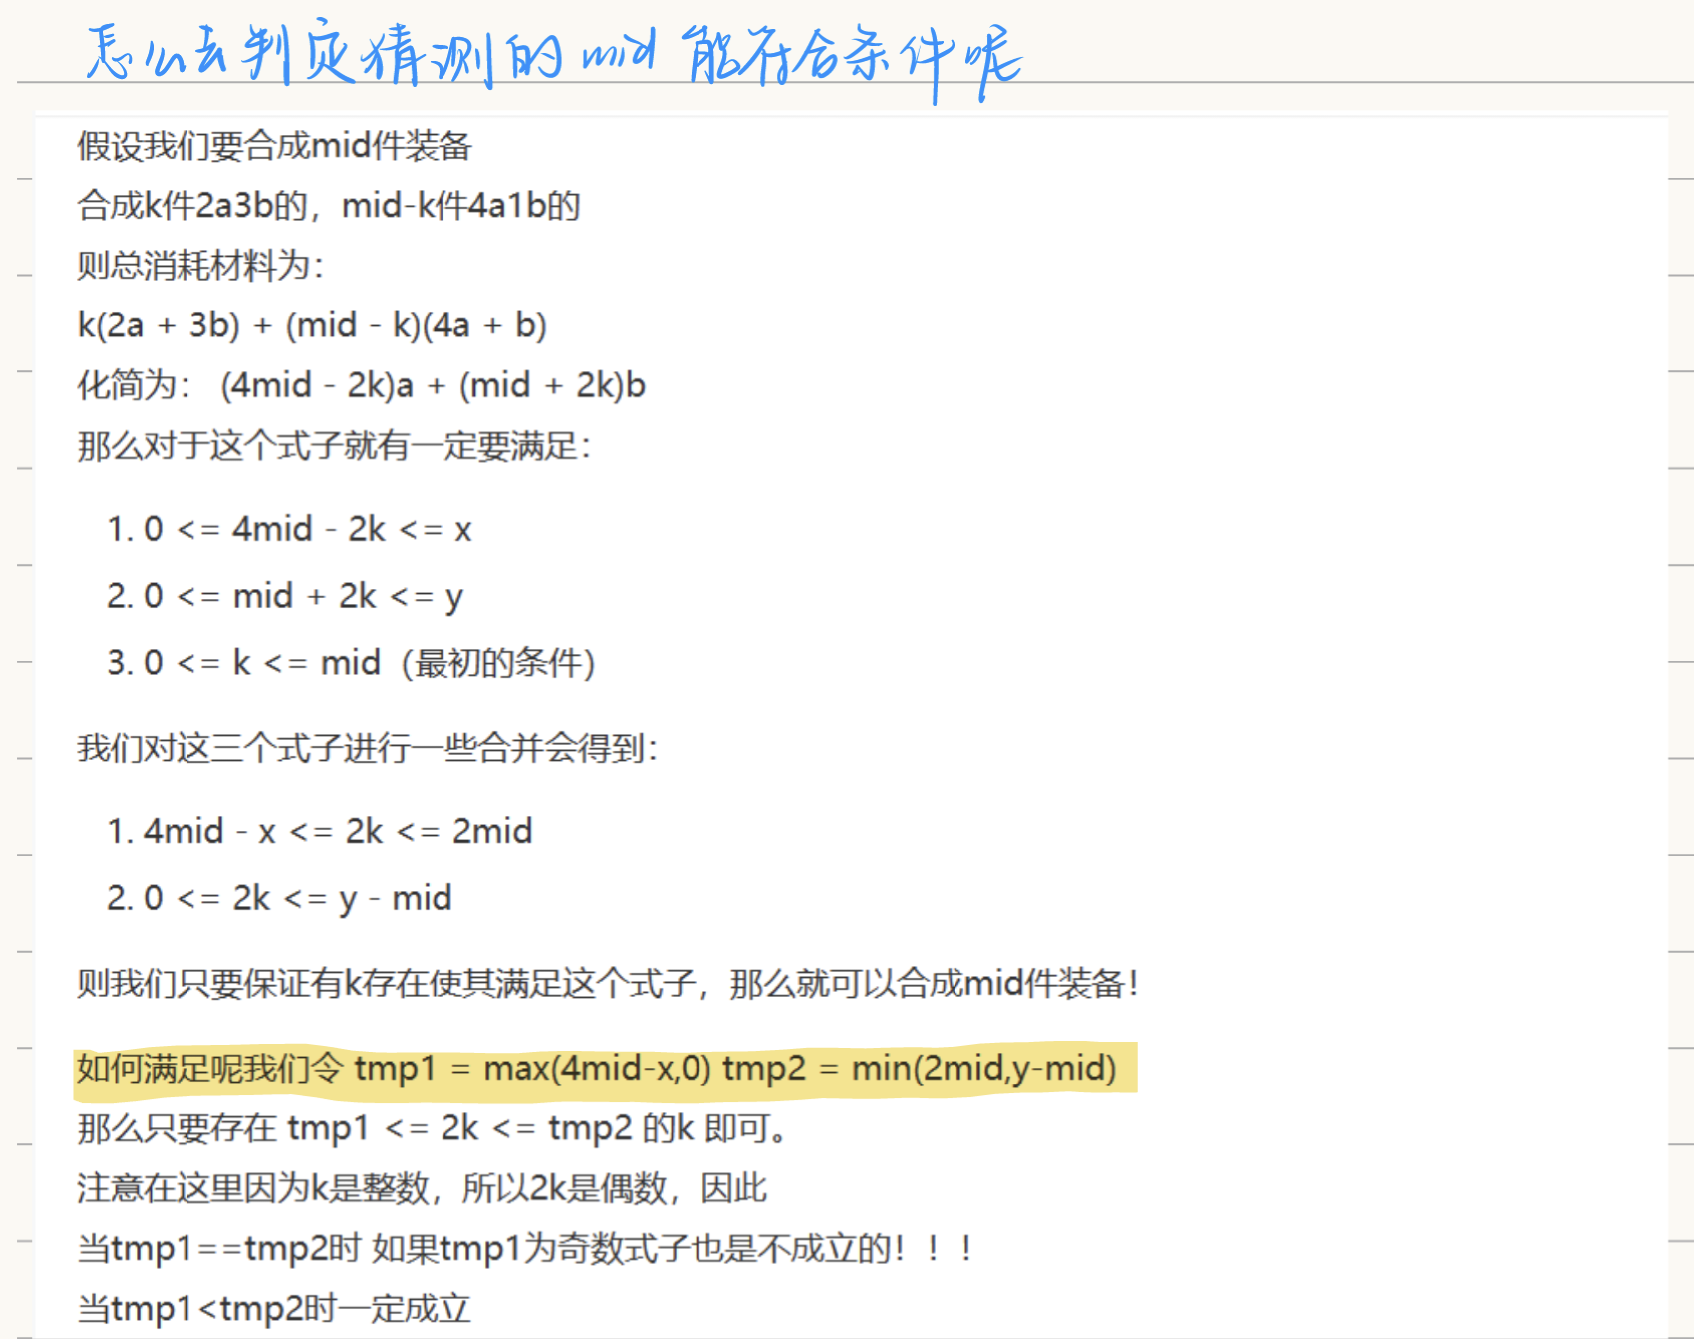 怎么去判定猜测的mid能符合条件呢
假设我们要合成mid件装备
合成k件2a3b的，mid-k件4a1b的
则总消耗材料为：
k(2a + 3b) + (mid - k)(4a + b)
化简为： (4mid - 2k)a + (mid + 2k)b
那么对于这个式子就有一定要满足：
1. 0 <= 4mid - 2k <= x
2. 0 <= mid + 2k <= y
3. 0 <= k <= mid（最初的条件）
我们对这三个式子进行一些合并会得到：
1. 4mid - x <= 2k <= 2mid
2. 0 <= 2k <= y - mid
则我们只要保证有k存在使其满足这个式子，那么就可以合成mid件装备！
如何满足呢我们令 tmp1 = max(4mid-x,0) tmp2 = min(2mid,y-mid)
那么只要存在 tmp1 <= 2k <= tmp2 的k 即可。
注意在这里因为k是整数，所以2k是偶数，因此
当tmp1==tmp2时 如果tmp1为奇数式子也是不成立的！！！
当tmp1<tmp2时一定成立